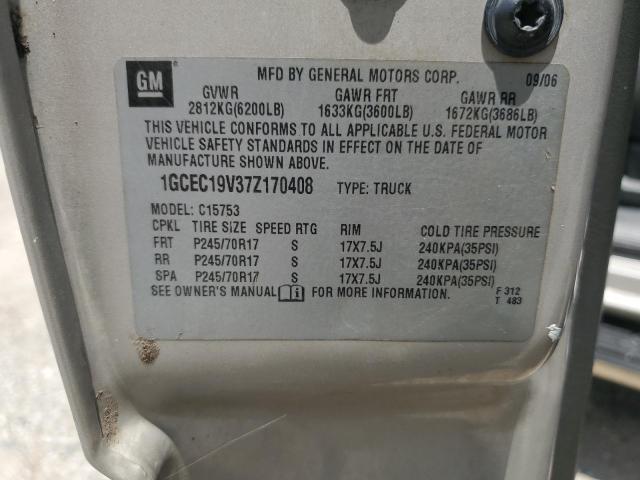 GM
MFD BY GENERAL MOTORS CORP. 09/06
GVWR GAWR FRT GAWR RR
2812KG(6200LB) 1633KG(3600LB) 1672KG(3686LB)
THIS VEHICLE CONFORMS TO ALL APPLICABLE U.S. FEDERAL MOTOR
VEHICLE SAFETY STANDARDS IN EFFECT ON THE DATE OF
MANUFACTURE SHOWN ABOVE.
1GCEC19V37Z170408 TYPE: TRUCK
MODEL: C15753
CPKL TIRE SIZE SPEED RTG RIM COLD TIRE PRESSURE
FRT P245/70R17 S 17X7.5J 240KPA(35PSI)
RR P245/70R17 S 17X7.5J 240KPA(35PSI)
SPA P245/70R17 S 17X7.5J 240KPA(35PSI)
SEE OWNER'S MANUAL FOR MORE INFORMATION.
F 312
T 483